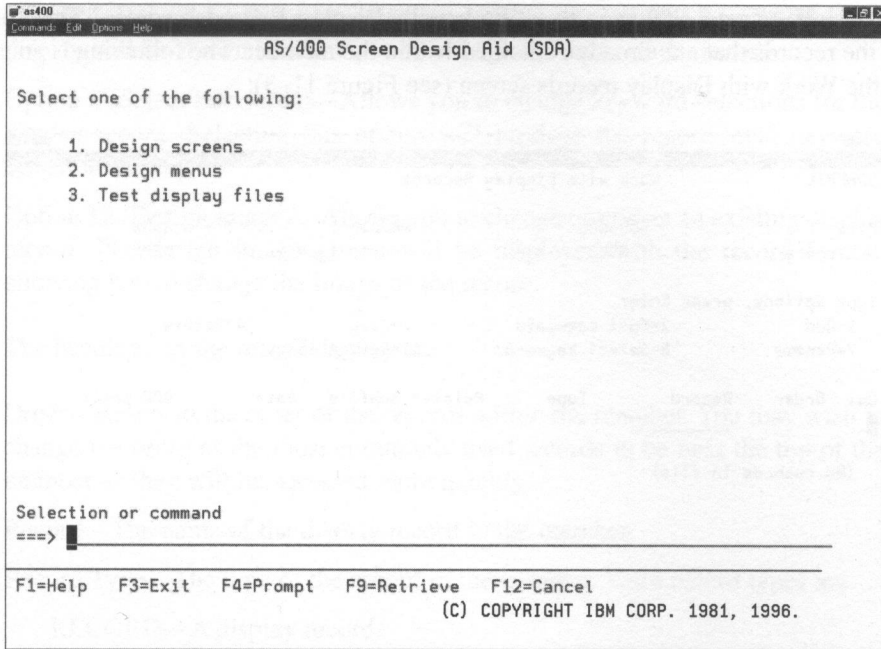 as400
Commands Edit Options Help
AS/400 Screen Design Aid (SDA)
Select one of the following:
1. Design screens
2. Design menus
3. Test display files
Selection or command
===>
F1=Help F3=Exit F4=Prompt F9=Retrieve F12=Cancel
(C) COPYRIGHT IBM CORP. 1981, 1996.